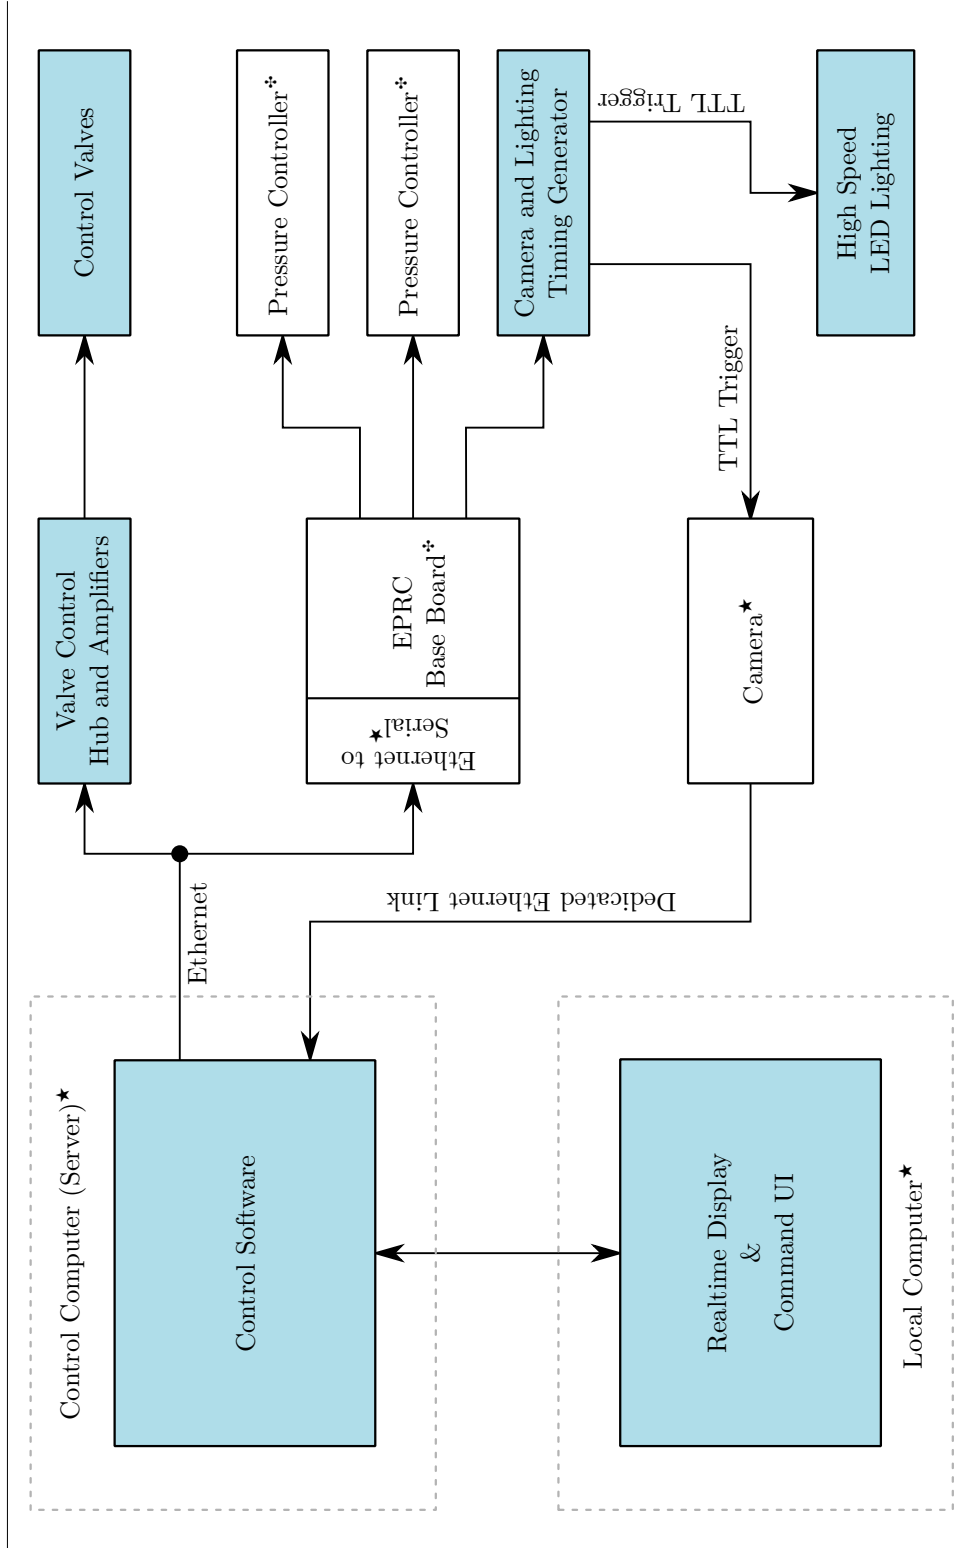 Control Computer (Server)★
Control Software
Ethernet
Valve Control
Hub and Amplifiers
Control Valves
Ethernet to
Serial★
EPRC
Base Board✤
Pressure Controller✤
Pressure Controller✤
Camera and Lighting
Timing Generator
TTL Trigger
TTL Trigger
High Speed
LED Lighting
Camera★
Dedicated Ethernet Link
Realtime Display
&
Command UI
Local Computer★